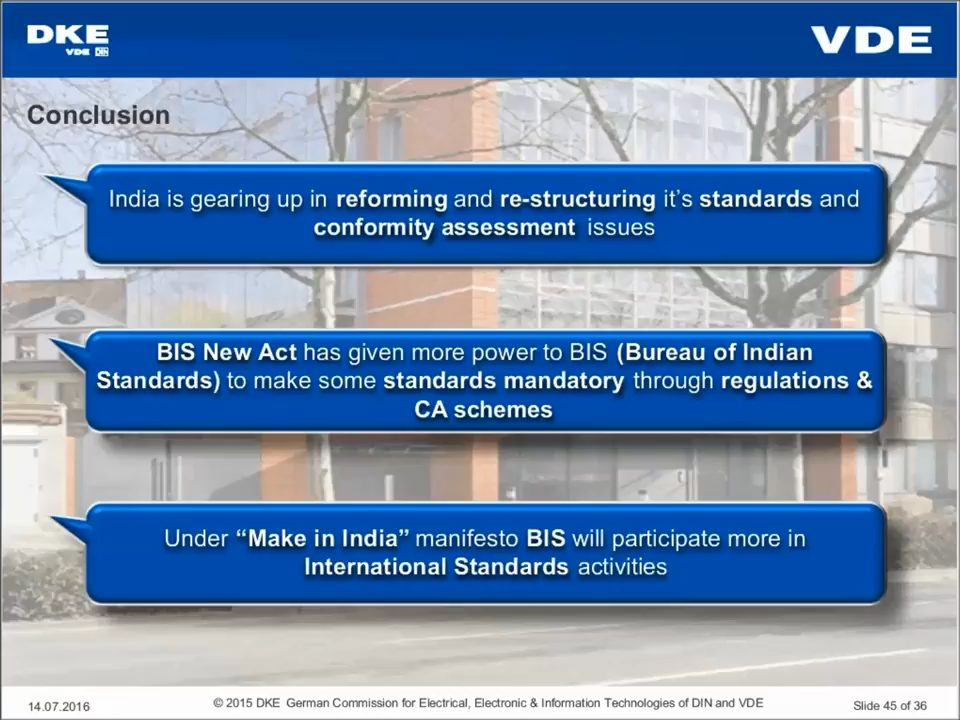 DKE
VDE DIN
VDE
Conclusion
India is gearing up in reforming and re-structuring it's standards and
conformity assessment issues
BIS New Act has given more power to BIS (Bureau of Indian
Standards) to make some standards mandatory through regulations &
CA schemes
Under “Make in India” manifesto BIS will participate more in
International Standards activities
14.07.2016
© 2015 DKE German Commission for Electrical, Electronic & Information Technologies of DIN and VDE
Slide 45 of 36